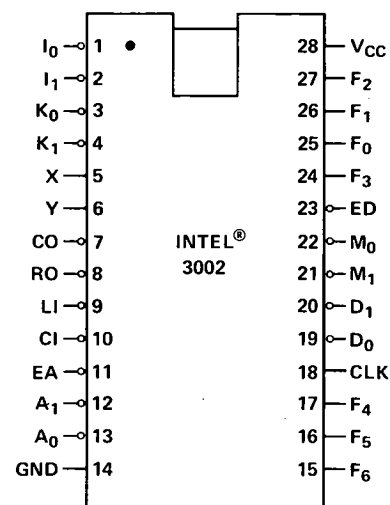 I0 1 28 VCC
I1 2 27 F2
K0 3 26 F1
K1 4 25 F0
X 5 24 F3
Y 6 23 ED
CO 7 INTEL® 22 M0
RO 8 3002 21 M1
LI 9 20 D1
CI 10 19 D0
EA 11 18 CLK
A1 12 17 F4
A0 13 16 F5
GND 14 15 F6